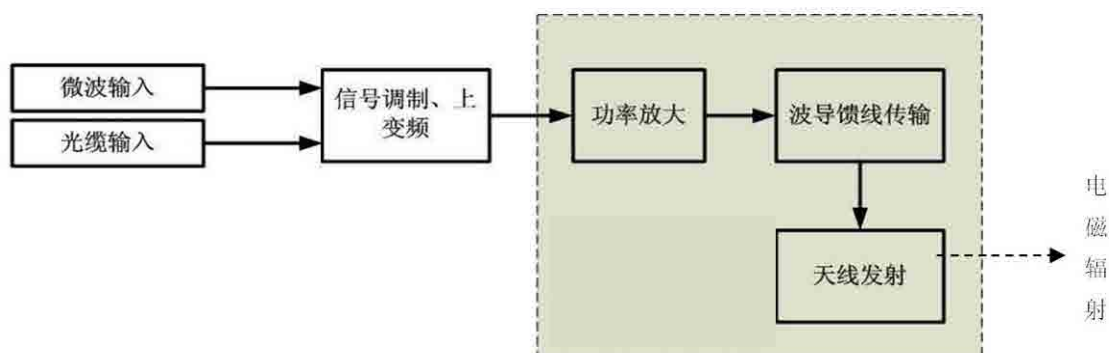 微波输入
光缆输入
信号调制、上
变频
功率放大
波导馈线传输
天线发射
电
磁
辐
射